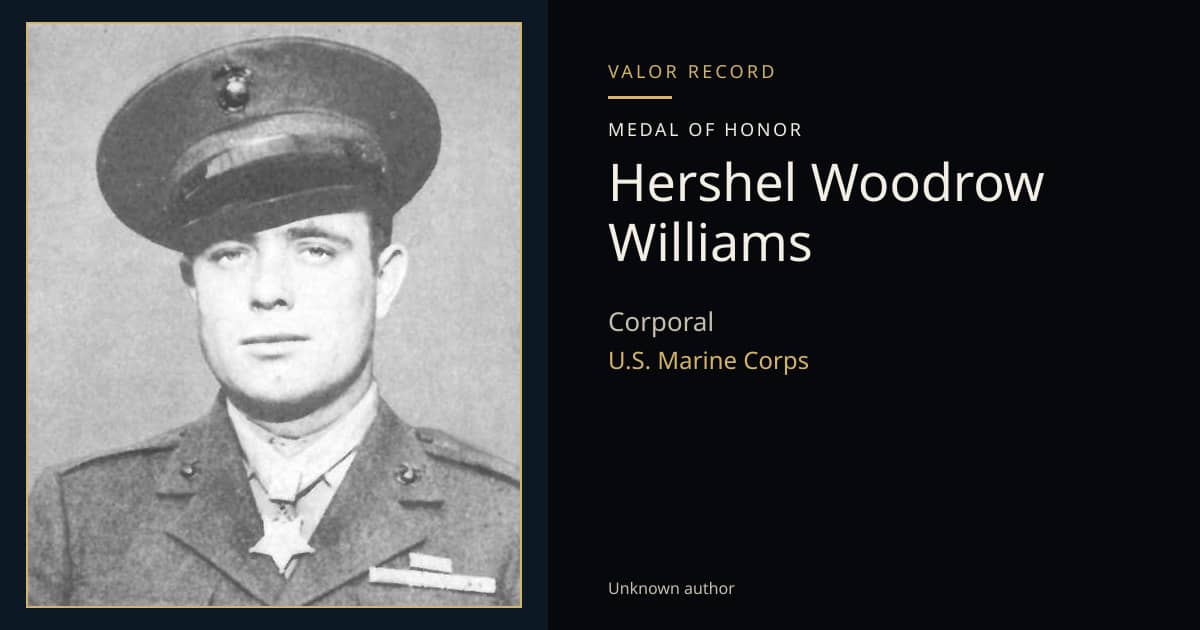 VALOR RECORD
MEDAL OF HONOR
Hershel Woodrow
Williams
Corporal
U.S. Marine Corps
Unknown author